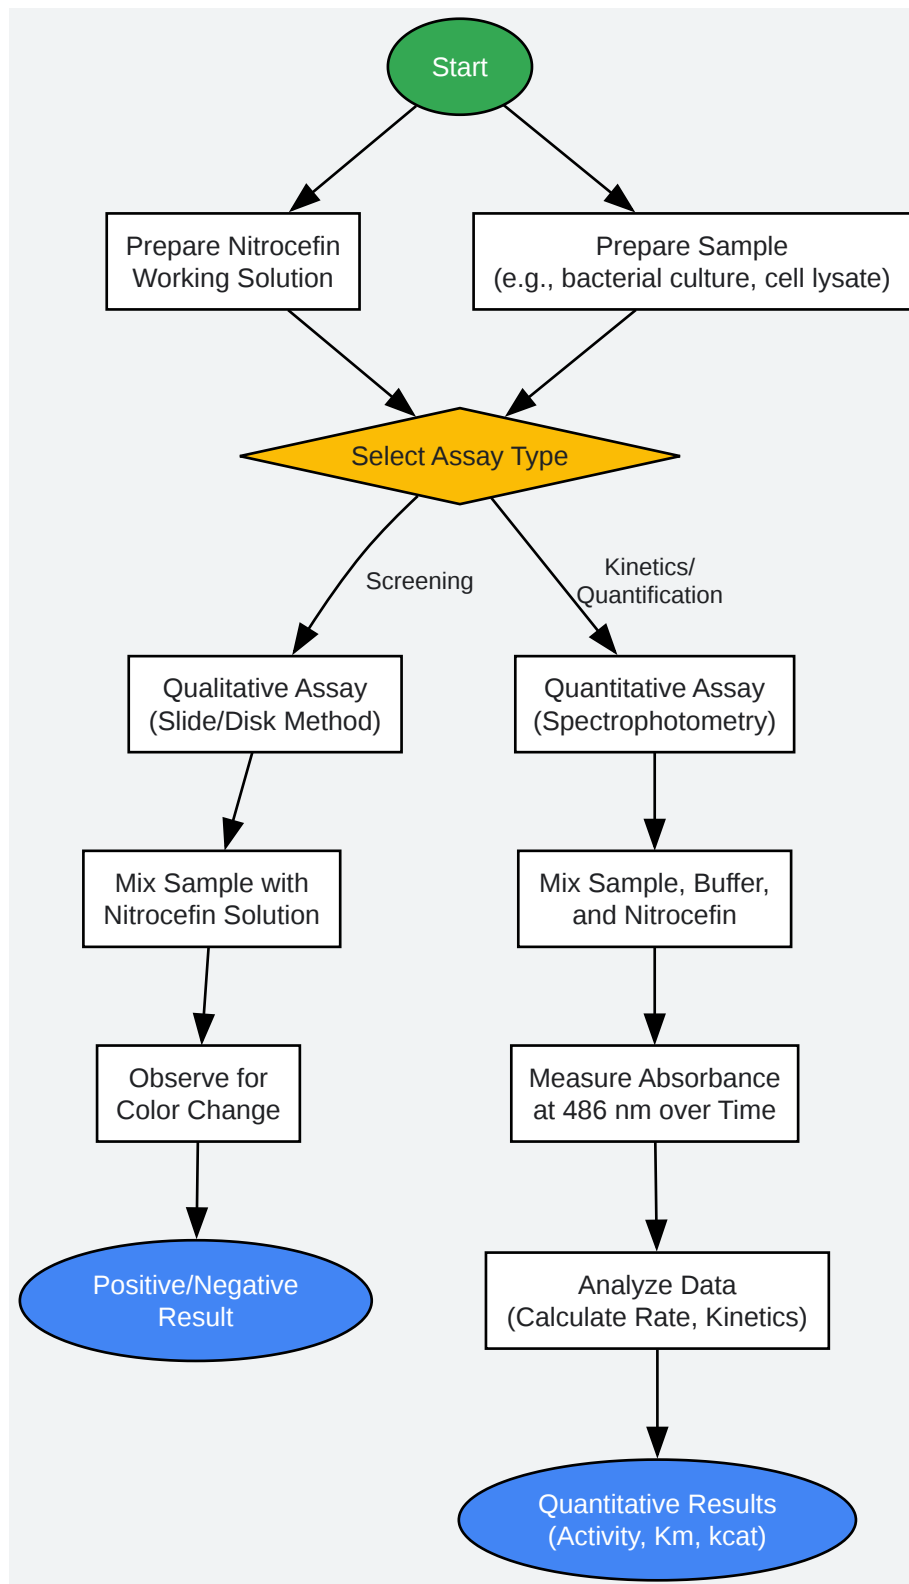 Start
Prepare Nitrocefin
Working Solution
Prepare Sample
(e.g., bacterial culture, cell lysate)
Select Assay Type
Screening
Kinetics/
Quantification
Qualitative Assay
(Slide/Disk Method)
Quantitative Assay
(Spectrophotometry)
Mix Sample with
Nitrocefin Solution
Mix Sample, Buffer,
and Nitrocefin
Observe for
Color Change
Measure Absorbance
at 486 nm over Time
Positive/Negative
Result
Analyze Data
(Calculate Rate, Kinetics)
Quantitative Results
(Activity, Km, kcat)